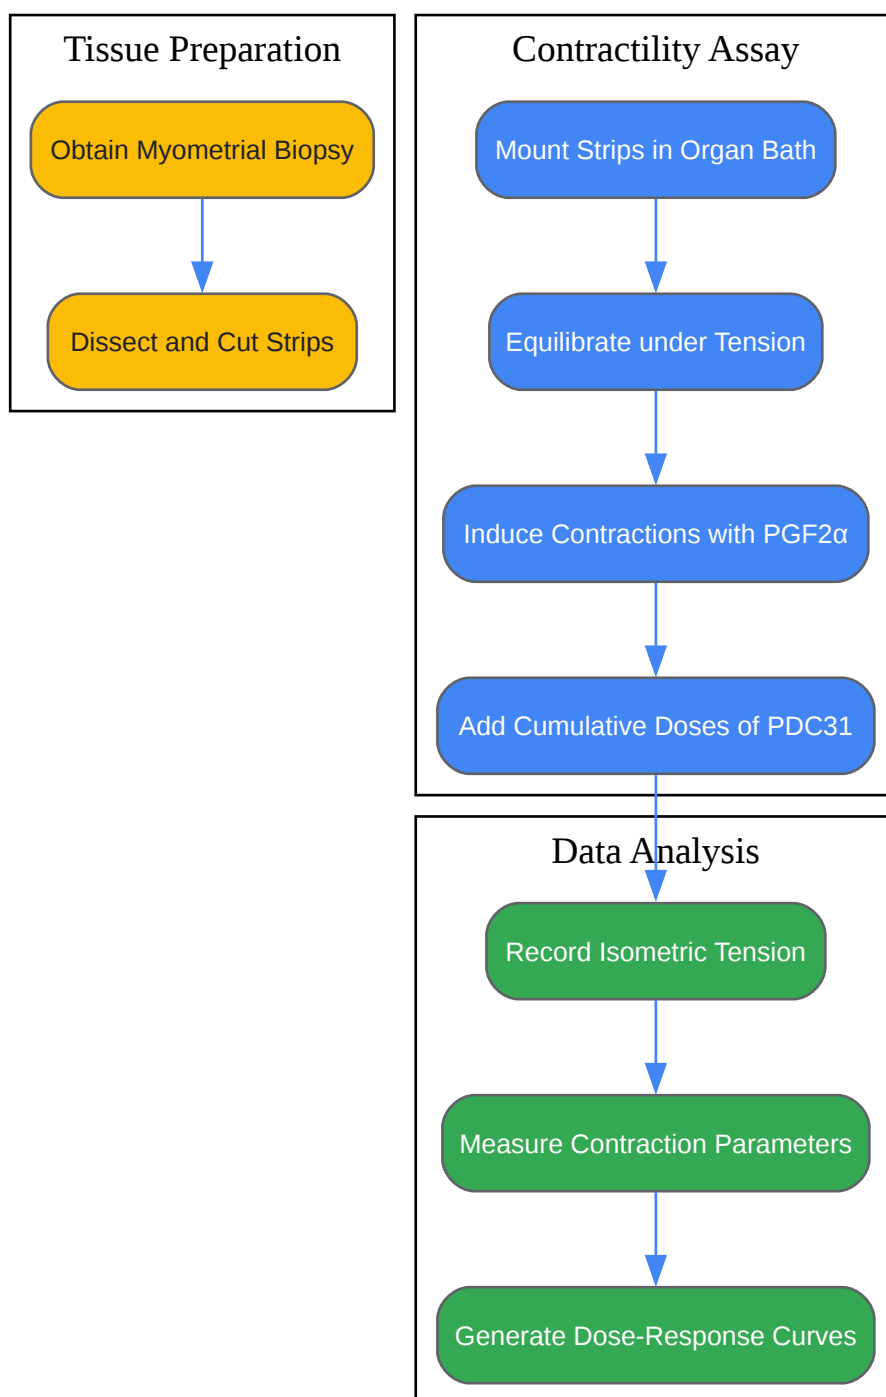 Tissue Preparation
Obtain Myometrial Biopsy
Dissect and Cut Strips
Contractility Assay
Mount Strips in Organ Bath
Equilibrate under Tension
Induce Contractions with PGF2α
Add Cumulative Doses of PDC31
Data Analysis
Record Isometric Tension
Measure Contraction Parameters
Generate Dose-Response Curves